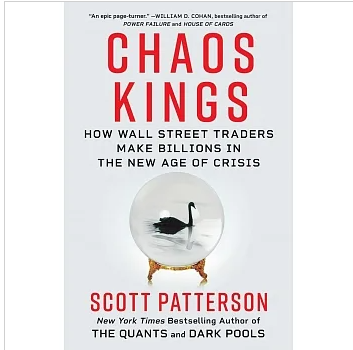 "An epic page-turner."—WILLIAM D. COHAN, bestselling author of
POWER FAILURE and HOUSE OF CARDS
CHAOS
KINGS
HOW WALL STREET TRADERS
MAKE BILLIONS IN
THE NEW AGE OF CRISIS
SCOTT PATTERSON
New York Times Bestselling Author of
THE QUANTS and DARK POOLS